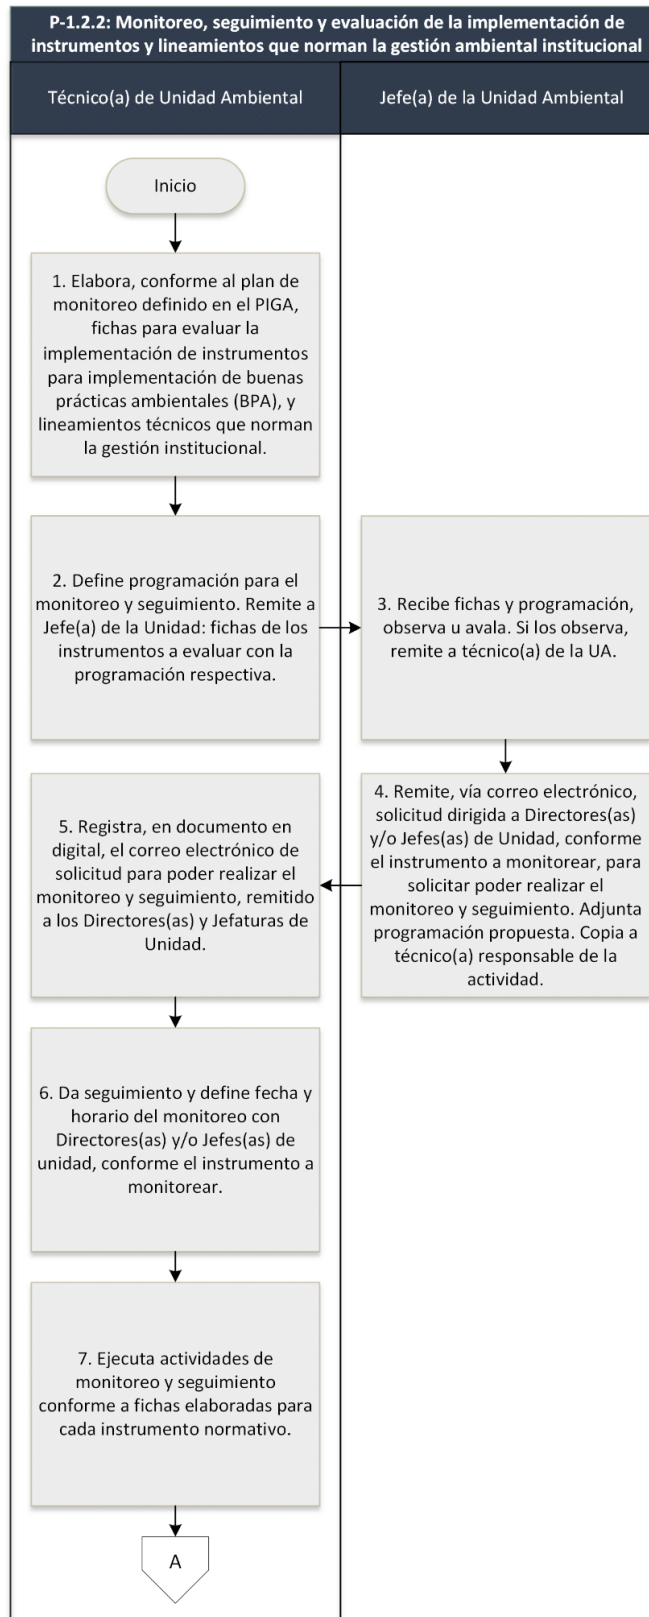 P-1.2.2: Monitoreo, seguimiento y evaluación de la implementación de
instrumentos y lineamientos que norman la gestión ambiental institucional
Técnico(a) de Unidad Ambiental
Jefe(a) de la Unidad Ambiental
Inicio
1. Elabora, conforme al plan de
monitoreo definido en el PIGA,
fichas para evaluar la
implementación de instrumentos
para implementación de buenas
prácticas ambientales (BPA), y
lineamientos técnicos que norman
la gestión institucional.
2. Define programación para el
monitoreo y seguimiento. Remite a
Jefe(a) de la Unidad: fichas de los
instrumentos a evaluar con la
programación respectiva.
3. Recibe fichas y programación,
observa u avala. Si los observa,
remite a técnico(a) de la UA.
4. Remite, vía correo electrónico,
solicitud dirigida a Directores(as)
y/o Jefes(as) de Unidad, conforme
el instrumento a monitorear, para
solicitar poder realizar el
monitoreo y seguimiento. Adjunta
programación propuesta. Copia a
técnico(a) responsable de la
actividad.
5. Registra, en documento en
digital, el correo electrónico de
solicitud para poder realizar el
monitoreo y seguimiento, remitido
a los Directores(as) y Jefaturas de
Unidad.
6. Da seguimiento y define fecha y
horario del monitoreo con
Directores(as) y/o Jefes(as) de
unidad, conforme el instrumento a
monitorear.
7. Ejecuta actividades de
monitoreo y seguimiento
conforme a fichas elaboradas para
cada instrumento normativo.
A